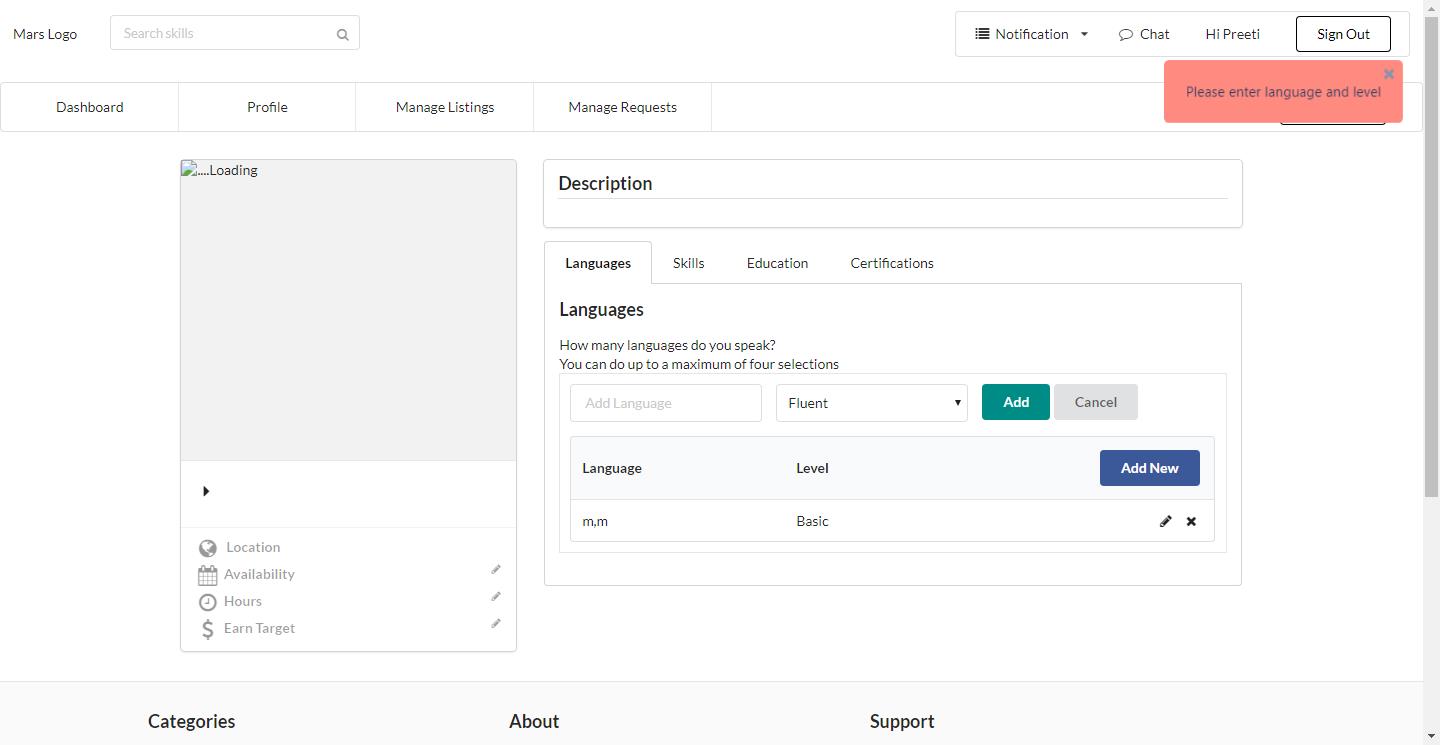 Mars Logo
Search skills
Notification
Chat
Hi Preeti
Sign Out
Please enter language and level
Dashboard
Profile
Manage Listings
Manage Requests
....Loading
Location
Availability
Hours
Earn Target
Description
Languages
Skills
Education
Certifications
Languages
How many languages do you speak?
You can do up to a maximum of four selections
Add Language
Fluent
Add
Cancel
Language
Level
Add New
m,m
Basic
Categories
About
Support